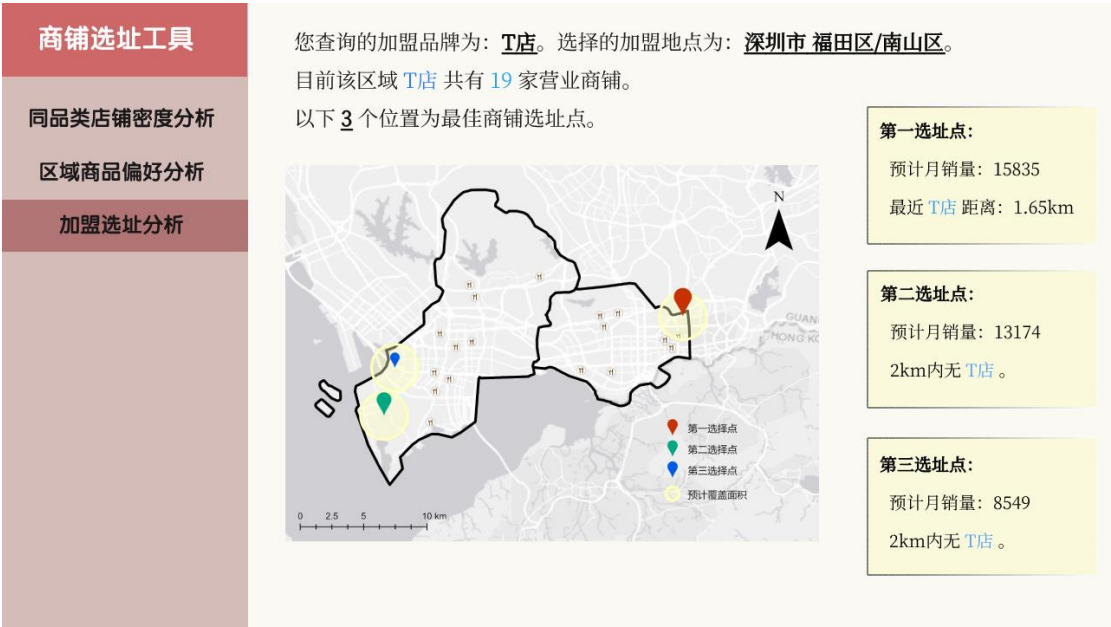 商铺选址工具
同品类店铺密度分析
区域商品偏好分析
加盟选址分析
您查询的加盟品牌为：T店。选择的加盟地点为：深圳市 福田区/南山区。
目前该区域 T店 共有 19 家营业商铺。
以下 3 个位置为最佳商铺选址点。
N
GUAN
HONG KO
第一选择点
第二选择点
第三选择点
预计覆盖面积
0 2.5 5 10 km
第一选址点：
预计月销量：15835
最近 T店 距离：1.65km
第二选址点：
预计月销量：13174
2km内无 T店 。
第三选址点：
预计月销量：8549
2km内无 T店 。